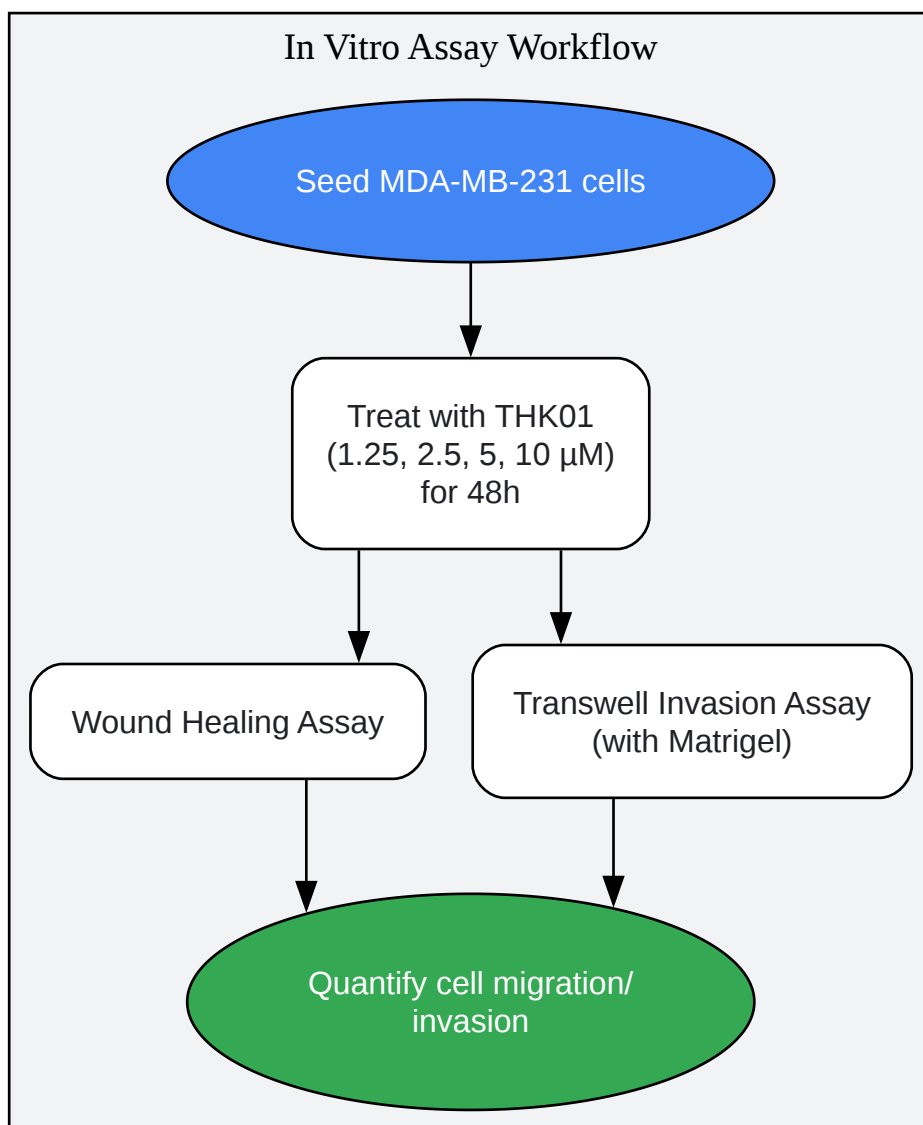 In Vitro Assay Workflow
Seed MDA-MB-231 cells
Treat with THK01
(1.25, 2.5, 5, 10 µM)
for 48h
Wound Healing Assay
Transwell Invasion Assay
(with Matrigel)
Quantify cell migration/
invasion